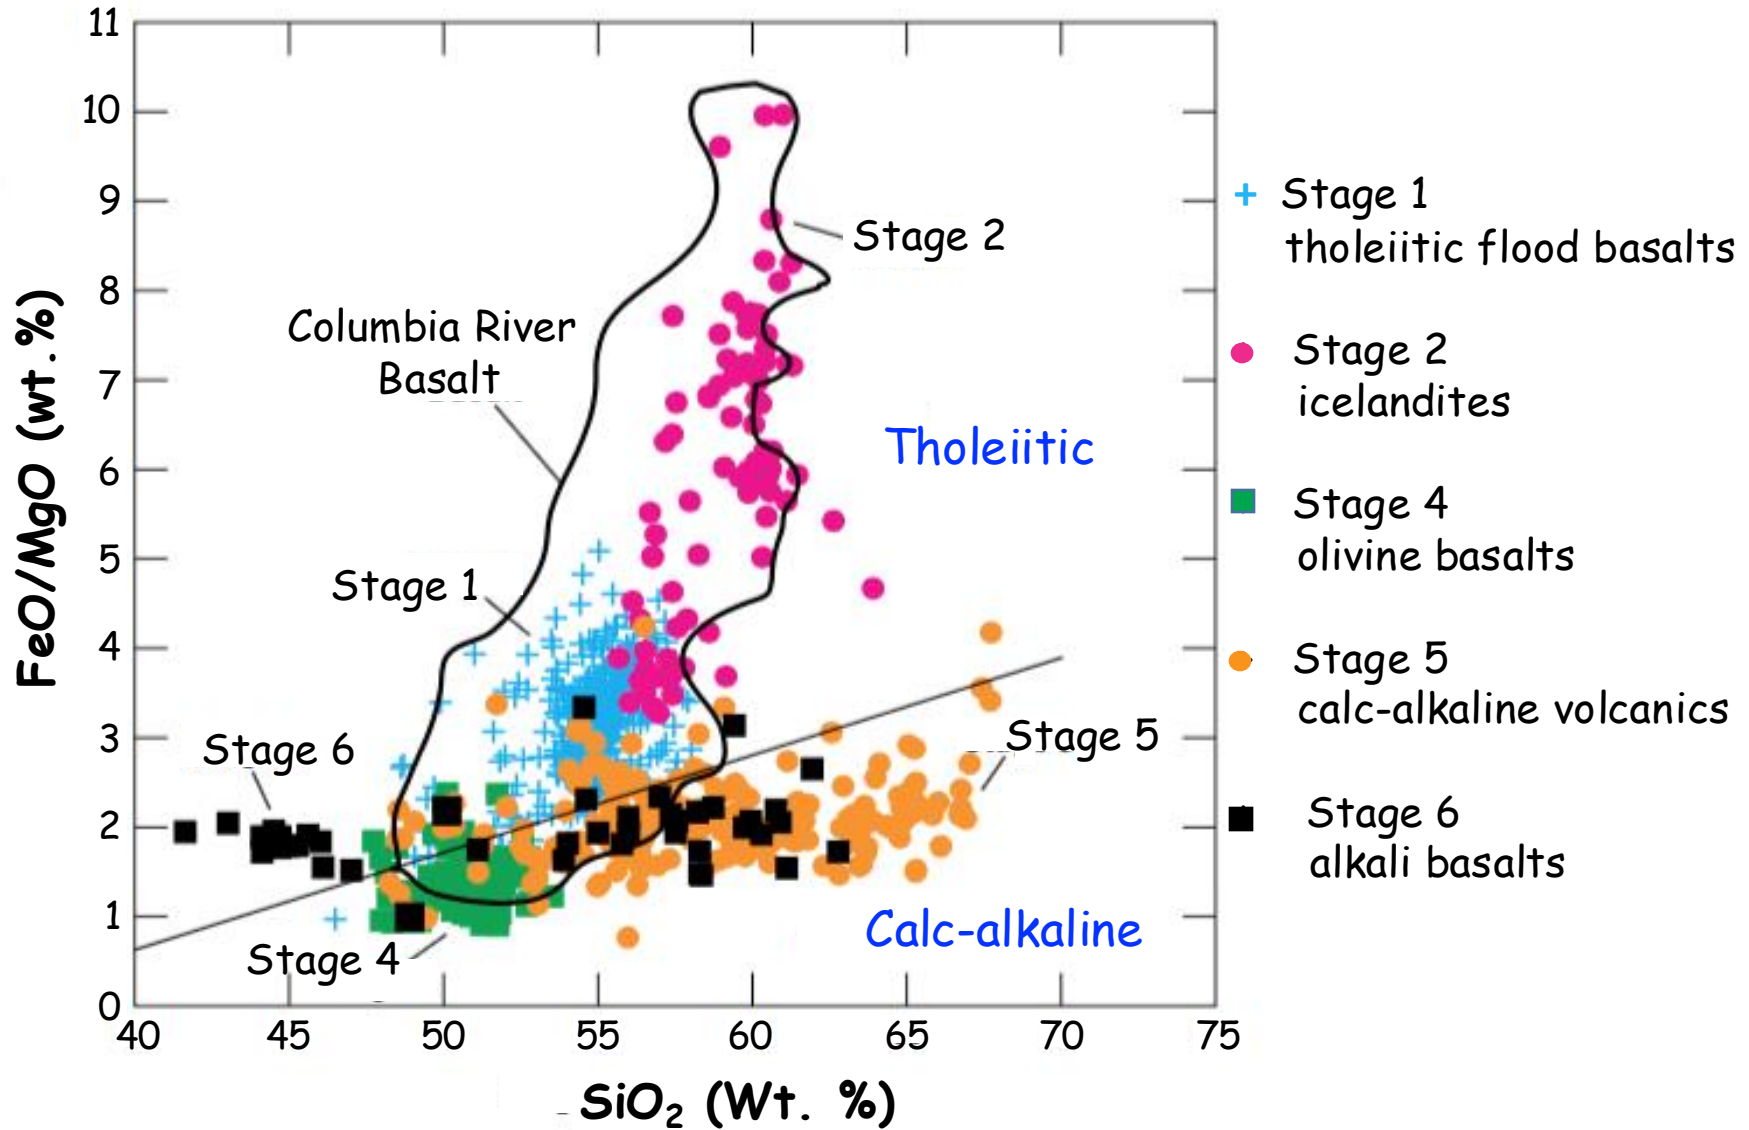 11
10
9
8
7
6
5
4
3
2
1
0
FeO/MgO (wt.%)
40
45
50
55
60
65
70
75
SiO₂ (Wt. %)
Columbia River
Basalt
Stage 1
Stage 2
Stage 6
Stage 4
Stage 5
Tholeiitic
Calc-alkaline
Stage 1
tholeiitic flood basalts
Stage 2
icelandites
Stage 4
olivine basalts
Stage 5
calc-alkaline volcanics
Stage 6
alkali basalts